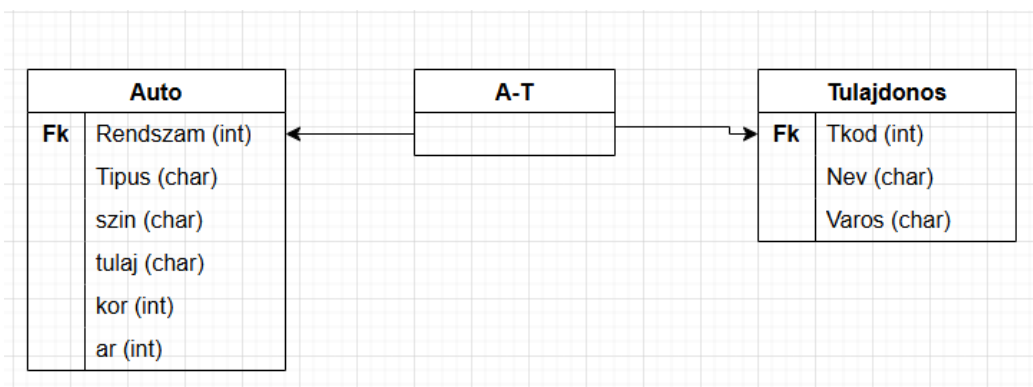 Auto
Fk Rendszam (int)
Tipus (char)
szin (char)
tulaj (char)
kor (int)
ar (int)
A-T
Tulajdonos
Fk Tkod (int)
Nev (char)
Varos (char)